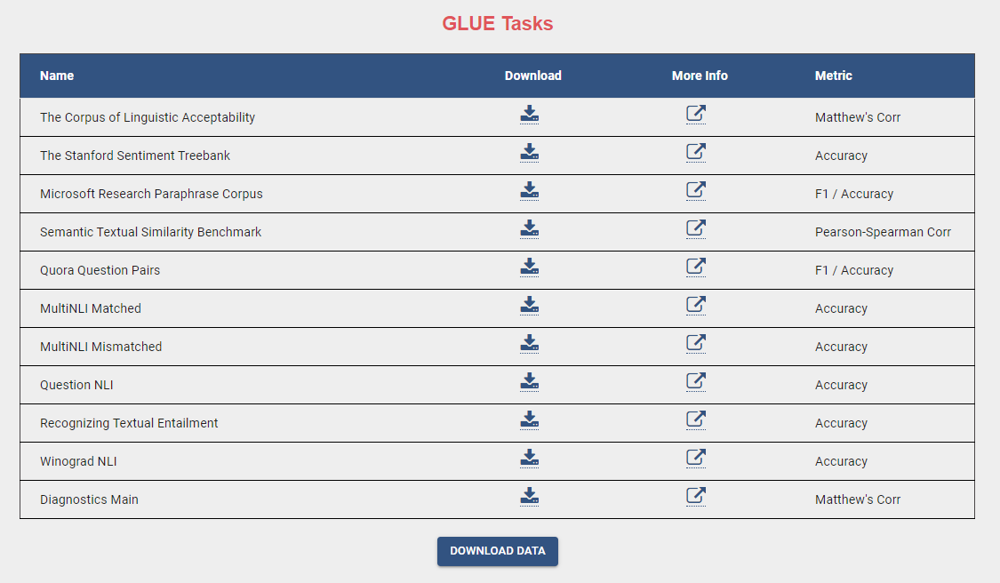 GLUE Tasks
Name Download More Info Metric
The Corpus of Linguistic Acceptability Matthew's Corr
The Stanford Sentiment Treebank Accuracy
Microsoft Research Paraphrase Corpus F1 / Accuracy
Semantic Textual Similarity Benchmark Pearson-Spearman Corr
Quora Question Pairs F1 / Accuracy
MultiNLI Matched Accuracy
MultiNLI Mismatched Accuracy
Question NLI Accuracy
Recognizing Textual Entailment Accuracy
Winograd NLI Accuracy
Diagnostics Main Matthew's Corr
DOWNLOAD DATA